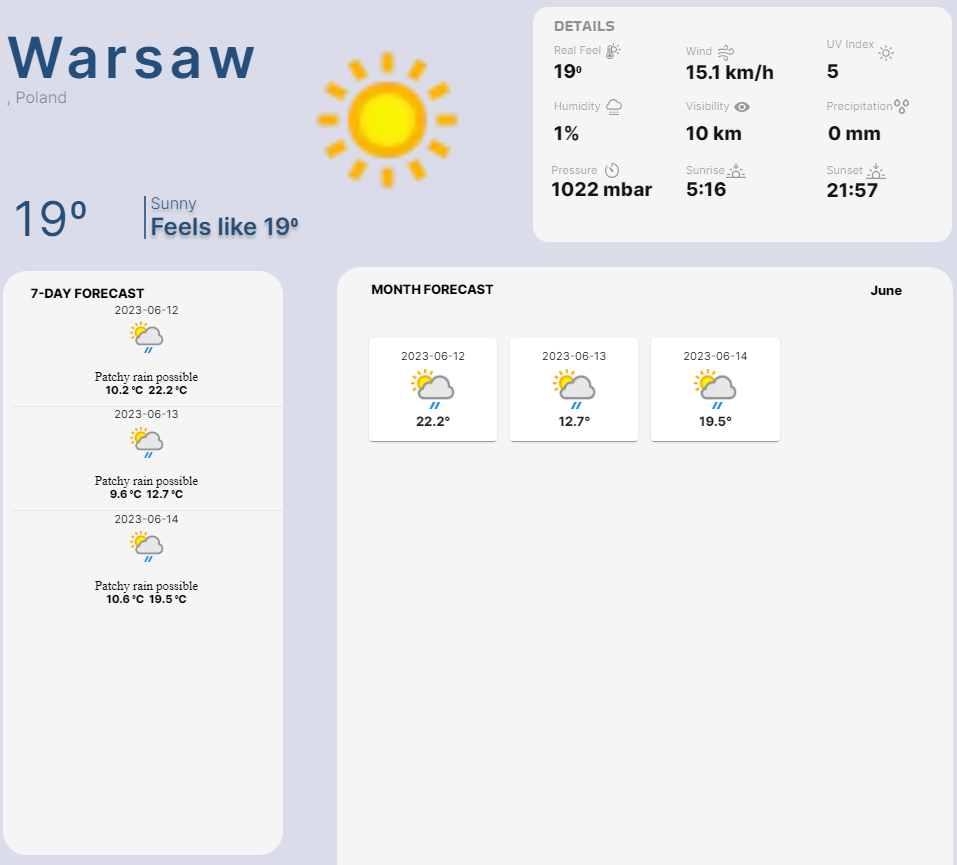 Warsaw
, Poland
19⁰
Sunny
Feels like 19⁰
DETAILS
Real Feel
19⁰
Wind
15.1 km/h
UV Index
5
Humidity
1%
Visibility
10 km
Precipitation
0 mm
Pressure
1022 mbar
Sunrise
5:16
Sunset
21:57
7-DAY FORECAST
2023-06-12
Patchy rain possible
10.2 °C 22.2 °C
2023-06-13
Patchy rain possible
9.6 °C 12.7 °C
2023-06-14
Patchy rain possible
10.6 °C 19.5 °C
MONTH FORECAST
June
2023-06-12
22.2°
2023-06-13
12.7°
2023-06-14
19.5°